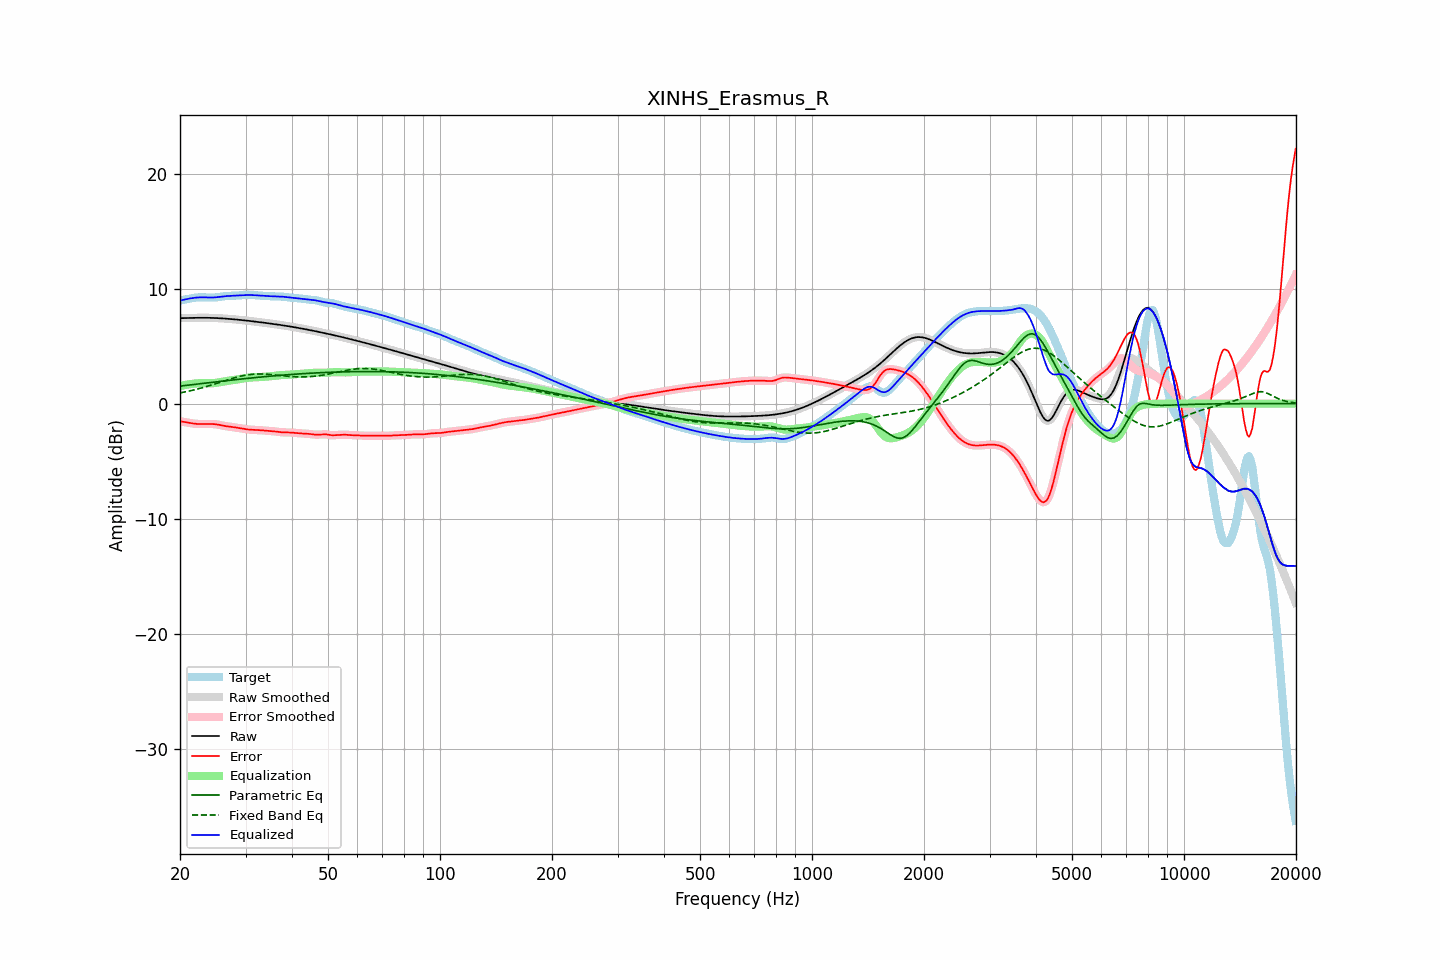 XINHS_Erasmus_R
Amplitude (dBr)
20
10
0
−10
−20
−30
Target
Raw Smoothed
Error Smoothed
Raw
Error
Equalization
Parametric Eq
Fixed Band Eq
Equalized
20 50 100 200 500 1000 2000 5000 10000 20000
Frequency (Hz)